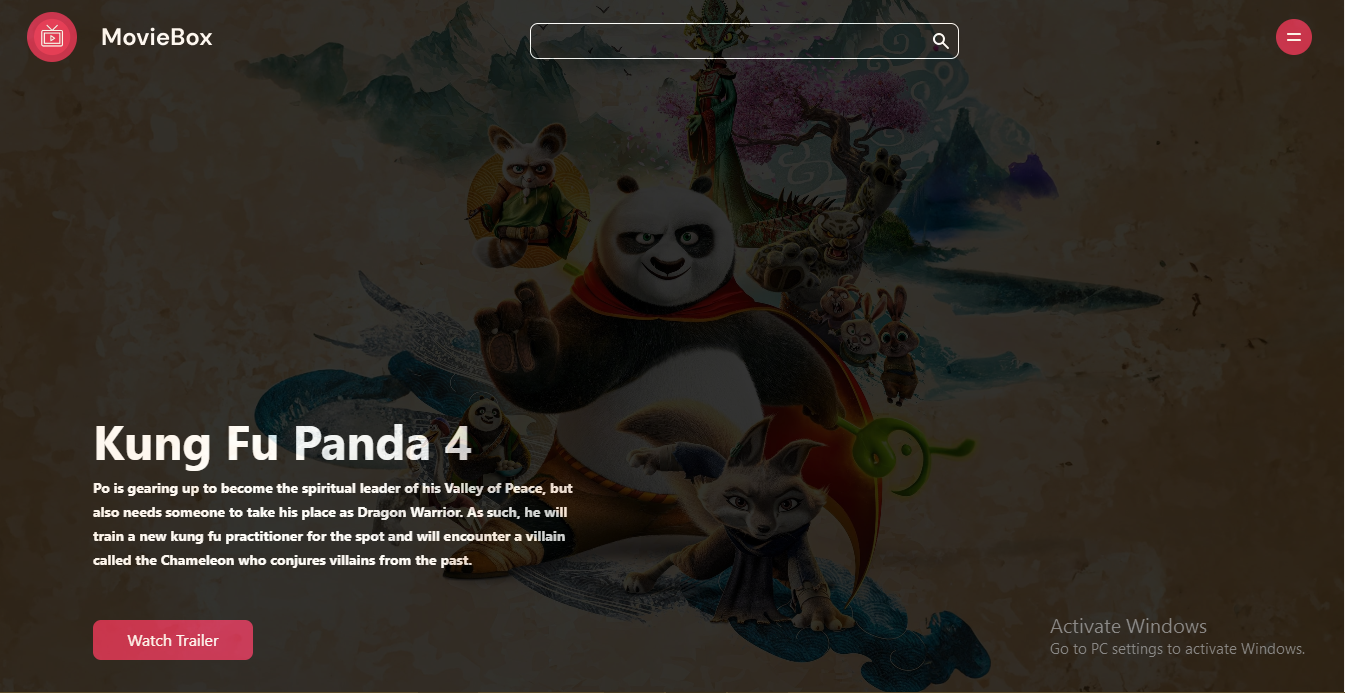 MovieBox
Kung Fu Panda 4
Po is gearing up to become the spiritual leader of his Valley of Peace, but
also needs someone to take his place as Dragon Warrior. As such, he will
train a new kung fu practitioner for the spot and will encounter a villain
called the Chameleon who conjures villains from the past.
Watch Trailer
Activate Windows
Go to PC settings to activate Windows.